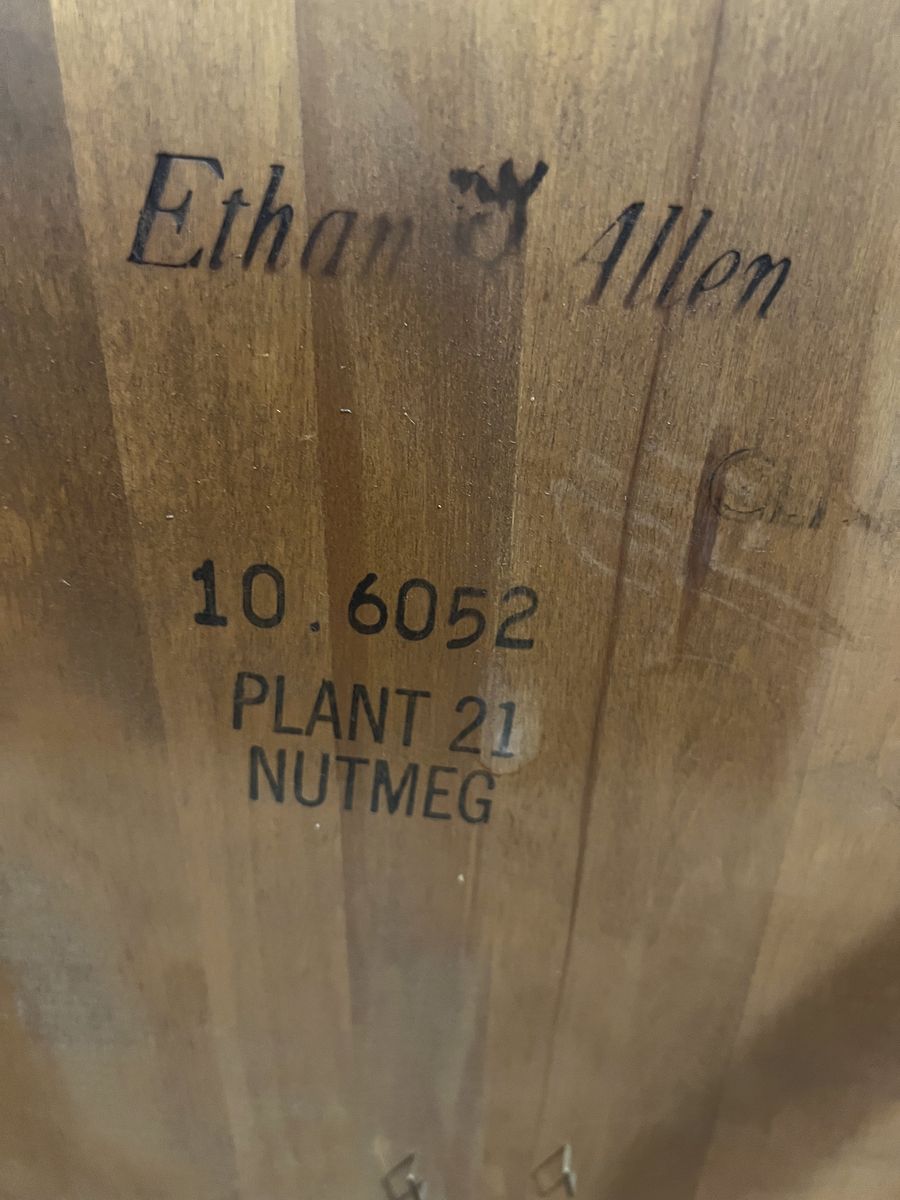 Ethan Allen
10.6052
PLANT 21
NUTMEG